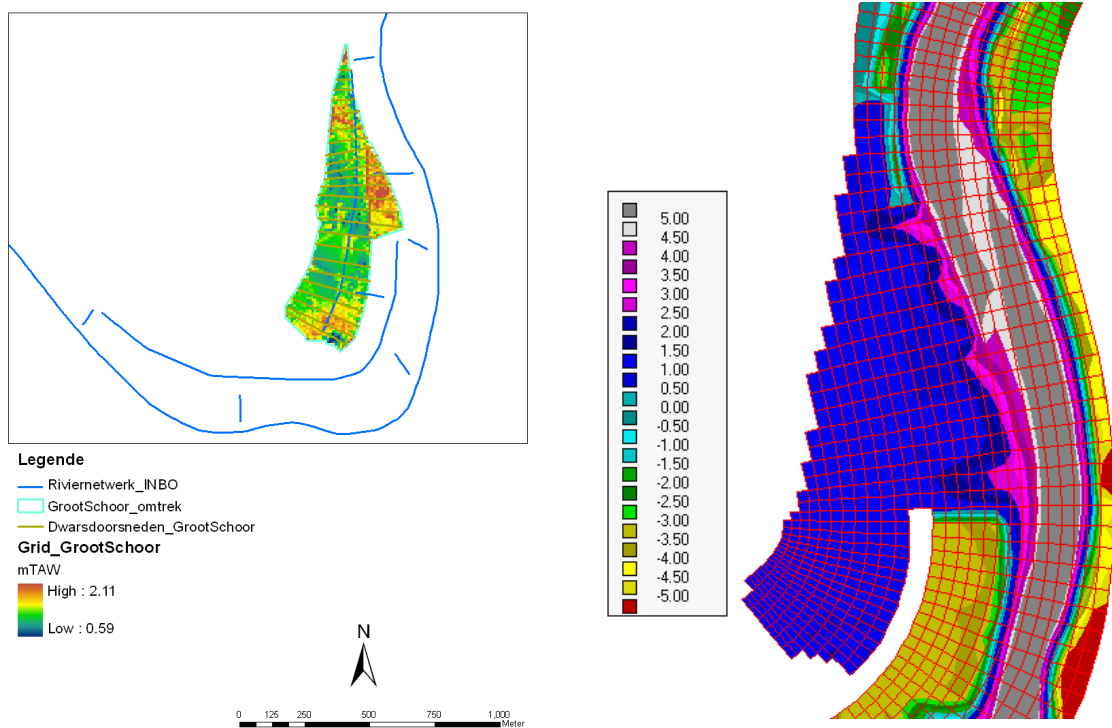 Legende
Riviernetwerk_INBO
GrootSchoor_omtrek
Dwarsdoorsneden_GrootSchoor
Grid_GrootSchoor
mTAW
High : 2.11
Low : 0.59
N
0 125 250 500 750 1,000
Meter
5.00
4.50
4.00
3.50
3.00
2.50
2.00
1.50
1.00
0.50
0.00
-0.50
-1.00
-1.50
-2.00
-2.50
-3.00
-3.50
-4.00
-4.50
-5.00